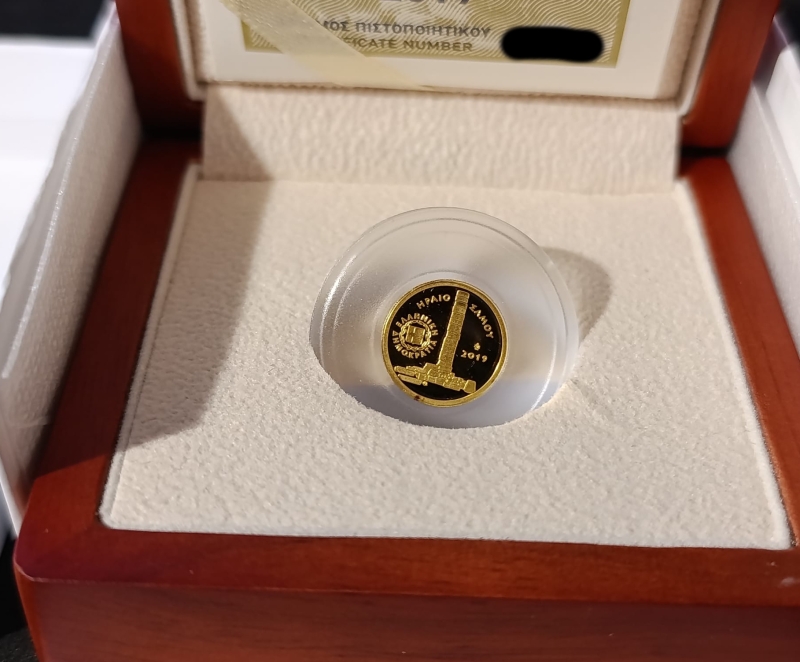 ΜΟΣ ΠΙΣΤΟΠΟΙΗΤΙΚΟΥ
FICATE NUMBER
ΗΡΑΙΟ ΣΑΜΟΥ
ΕΛΛΗΝΙΚΗ
ΔΗΜΟΚΡΑΤΙΑ
2019